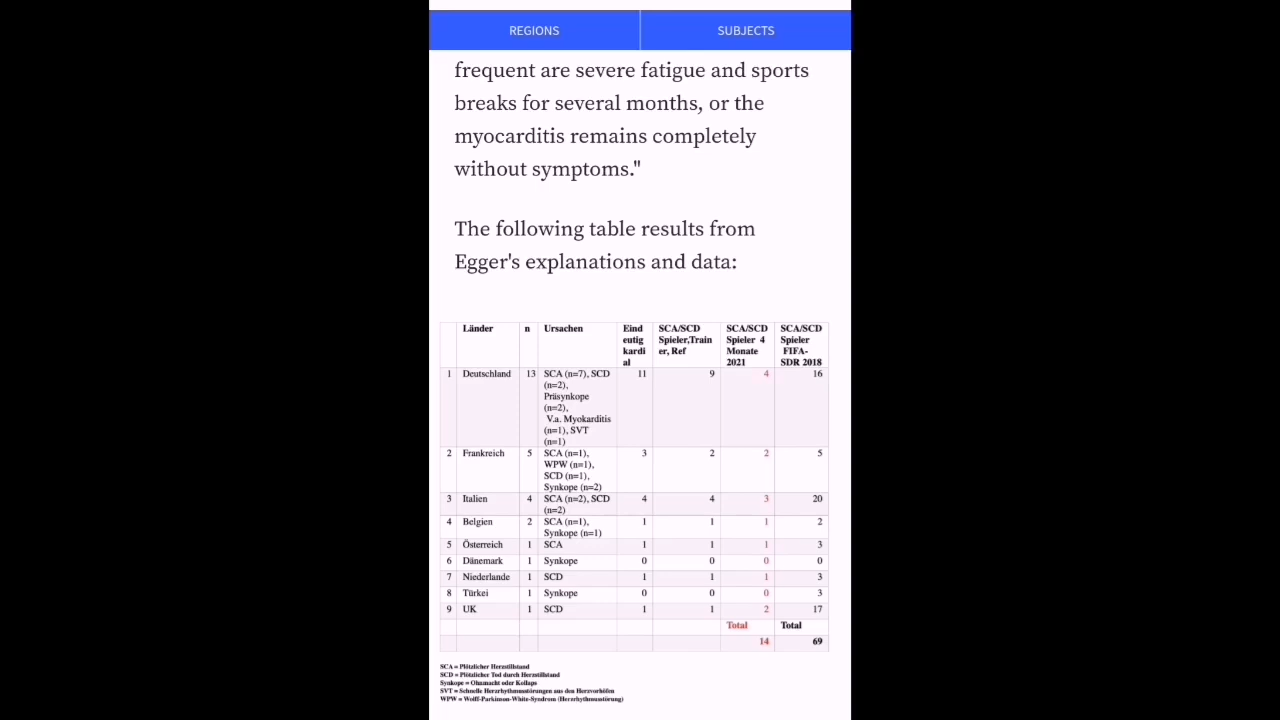 REGIONS SUBJECTS
frequent are severe fatigue and sports
breaks for several months, or the
myocarditis remains completely
without symptoms."
The following table results from
Egger's explanations and data:
Länder n Ursachen Eind eutig kardi al SCA/SCD Spieler,Train er, Ref SCA/SCD Spieler 4 Monate 2021 SCA/SCD Spieler FIFA- SDR 2018
1 Deutschland 13 SCA (n=7), SCD (n=2), Präsynkope (n=2), V.a. Myokarditis (n=1), SVT (n=1) 11 9 4 16
2 Frankreich 5 SCA (n=1), WPW (n=1), SCD (n=1), Synkope (n=2) 3 2 2 5
3 Italien 4 SCA (n=2), SCD (n=2) 4 4 3 20
4 Belgien 2 SCA (n=1), Synkope (n=1) 1 1 1 2
5 Österreich 1 SCA 1 1 1 3
6 Dänemark 1 Synkope 0 0 0 0
7 Niederlande 1 SCD 1 1 1 3
8 Türkei 1 Synkope 0 0 0 3
9 UK 1 SCD 1 1 2 17
Total Total
14 69
SCA = Plötzlicher Herzstillstand
SCD = Plötzlicher Tod durch Herzstillstand
Synkope = Ohnmacht oder Kollaps
SVT = Schnelle Herzrhythmusstörungen aus den Herzvorhöfen
WPW = Wolff-Parkinson-White-Syndrom (Herzrhythmusstörung)